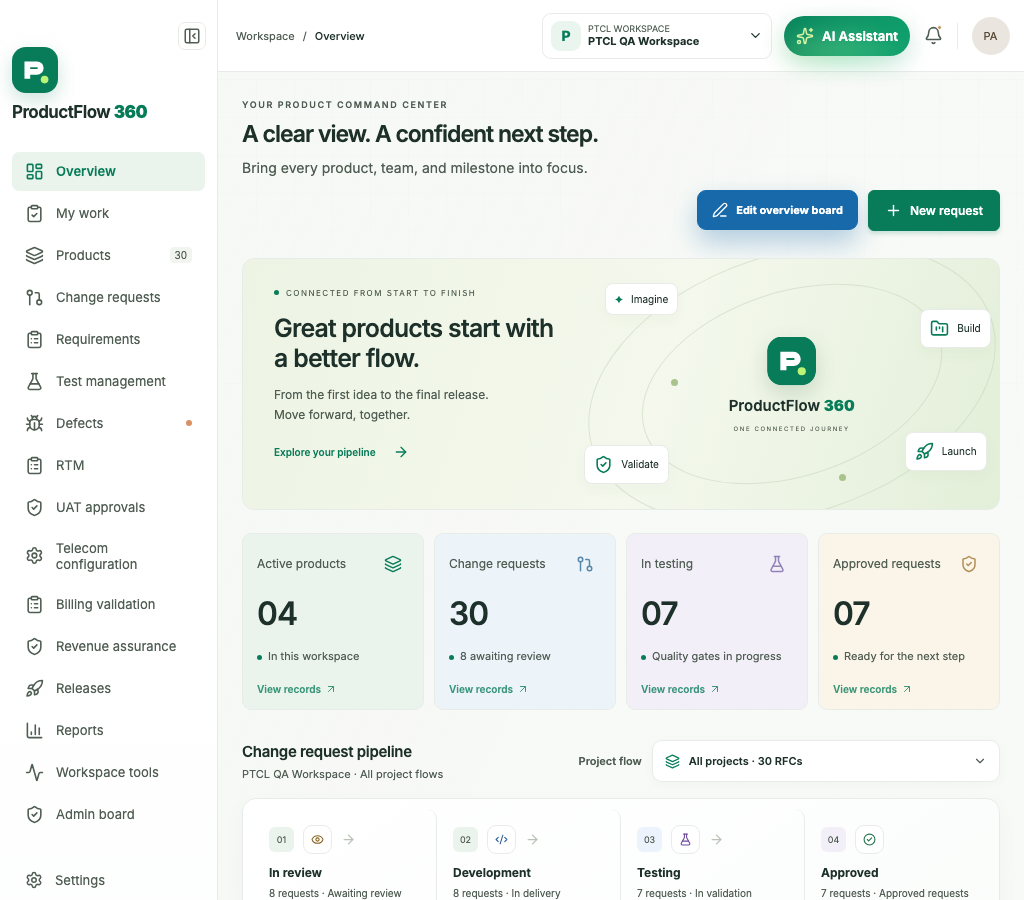 Workspace / Overview
P
PTCL WORKSPACE
PTCL QA Workspace
AI Assistant
PA
P
ProductFlow 360
Overview
My work
Products 30
Change requests
Requirements
Test management
Defects
RTM
UAT approvals
Telecom
configuration
Billing validation
Revenue assurance
Releases
Reports
Workspace tools
Admin board
Settings
YOUR PRODUCT COMMAND CENTER
A clear view. A confident next step.
Bring every product, team, and milestone into focus.
Edit overview board
New request
CONNECTED FROM START TO FINISH
Great products start with
a better flow.
From the first idea to the final release.
Move forward, together.
Explore your pipeline
Imagine
Build
P
ProductFlow 360
ONE CONNECTED JOURNEY
Validate
Launch
Active products
04
In this workspace
View records
Change requests
30
8 awaiting review
View records
In testing
07
Quality gates in progress
View records
Approved requests
07
Ready for the next step
View records
Change request pipeline
PTCL QA Workspace · All project flows
Project flow
All projects · 30 RFCs
01
In review
8 requests · Awaiting review
02
Development
8 requests · In delivery
03
Testing
7 requests · In validation
04
Approved
7 requests · Approved requests